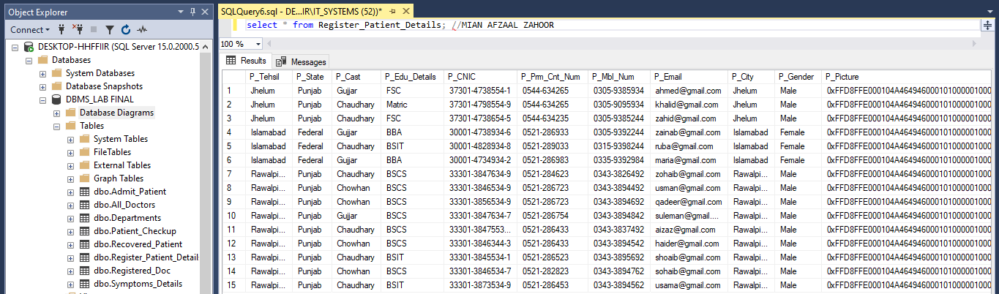 Object Explorer
Connect
DESKTOP-HHFFIIR (SQL Server 15.0.2000.5
Databases
System Databases
Database Snapshots
DBMS_LAB FINAL
Database Diagrams
Tables
System Tables
FileTables
External Tables
Graph Tables
dbo.Admit_Patient
dbo.All_Doctors
dbo.Departments
dbo.Patient_Checkup
dbo.Recovered_Patient
dbo.Register_Patient_Detail
dbo.Registered_Doc
dbo.Symptoms_Details
SQLQuery6.sql - DE...IR\IT_SYSTEMS (52))*
select * from Register_Patient_Details; //MIAN AFZAAL ZAHOOR
100 %
Results Messages
P_Tehsil P_State P_Cast P_Edu_Details P_CNIC P_Prm_Cnt_Num P_Mbl_Num P_Email P_City P_Gender P_Picture
1 Jhelum Punjab Gujjar FSC 37301-4738554-1 0544-634265 0305-9385934 ahmed@gmail.com Jhelum Male 0xFFD8FFE000104A46494600010100000100
2 Jhelum Punjab Chaudhary Matric 37301-4798554-9 0544-634265 0305-9095934 khalid@gmail.com Jhelum Male 0xFFD8FFE000104A464946000101000001000
3 Jhelum Punjab Chaudhary FSC 37301-4738654-5 0544-634235 0305-9385244 zahid@gmail.com Jhelum Male 0xFFD8FFE000104A464946000101000001000
4 Islamabad Federal Gujjar BBA 30001-4738934-6 0521-286933 0305-9392244 zainab@gmail.com Islamabad Female 0xFFD8FFE000104A464946000101000001000
5 Islamabad Federal Chaudhary BSIT 30001-4828934-8 0521-289033 0315-9398244 ruba@gmail.com Islamabad Female 0xFFD8FFE000104A464946000101000001000
6 Islamabad Federal Gujjar BBA 30001-4734934-2 0521-286983 0335-9392984 maria@gmail.com Islamabad Female 0xFFD8FFE000104A464946000101000001000
7 Rawalpi... Punjab Chaudhary BSCS 33301-3847634-9 0521-284623 0343-3826492 zohaib@gmail.com Rawalpi... Male 0xFFD8FFE000104A464946000101000001000
8 Rawalpi... Punjab Chowhan BSCS 33301-3846534-9 0521-286723 0343-3894492 usman@gmail.com Rawalpi... Male 0xFFD8FFE000104A464946000101000001000
9 Rawalpi... Punjab Chowhan BSCS 33301-3856534-9 0521-286723 0343-3894692 qadeer@gmail.com Rawalpi... Male 0xFFD8FFE000104A464946000101000001000
10 Rawalpi... Punjab Gujjar BSCS 33301-3847634-7 0521-286754 0343-3894842 suleman@gmail.... Rawalpi... Male 0xFFD8FFE000104A464946000101000001000
11 Rawalpi... Punjab Chaudhary BSCS 33301-3847553... 0521-286433 0343-3837492 aizaz@gmail.com Rawalpi... Male 0xFFD8FFE000104A464946000101000001000
12 Rawalpi... Punjab Chowhan BSCS 33301-3846344-3 0521-286433 0343-3894542 haider@gmail.com Rawalpi... Male 0xFFD8FFE000104A464946000101000001000
13 Rawalpi... Punjab Chaudhary BSIT 33301-3845534-1 0521-286523 0343-3895692 shoaib@gmail.com Rawalpi... Male 0xFFD8FFE000104A464946000101000001000
14 Rawalpi... Punjab Chowhan BSCS 33301-3846534-7 0521-282823 0343-3894762 sohaib@gmail.com Rawalpi... Male 0xFFD8FFE000104A464946000101000001000
15 Rawalpi... Punjab Chaudhary BSIT 33301-3873534-9 0521-286453 0343-3894562 usama@gmail.com Rawalpi... Male 0xFFD8FFE000104A464946000101000001000